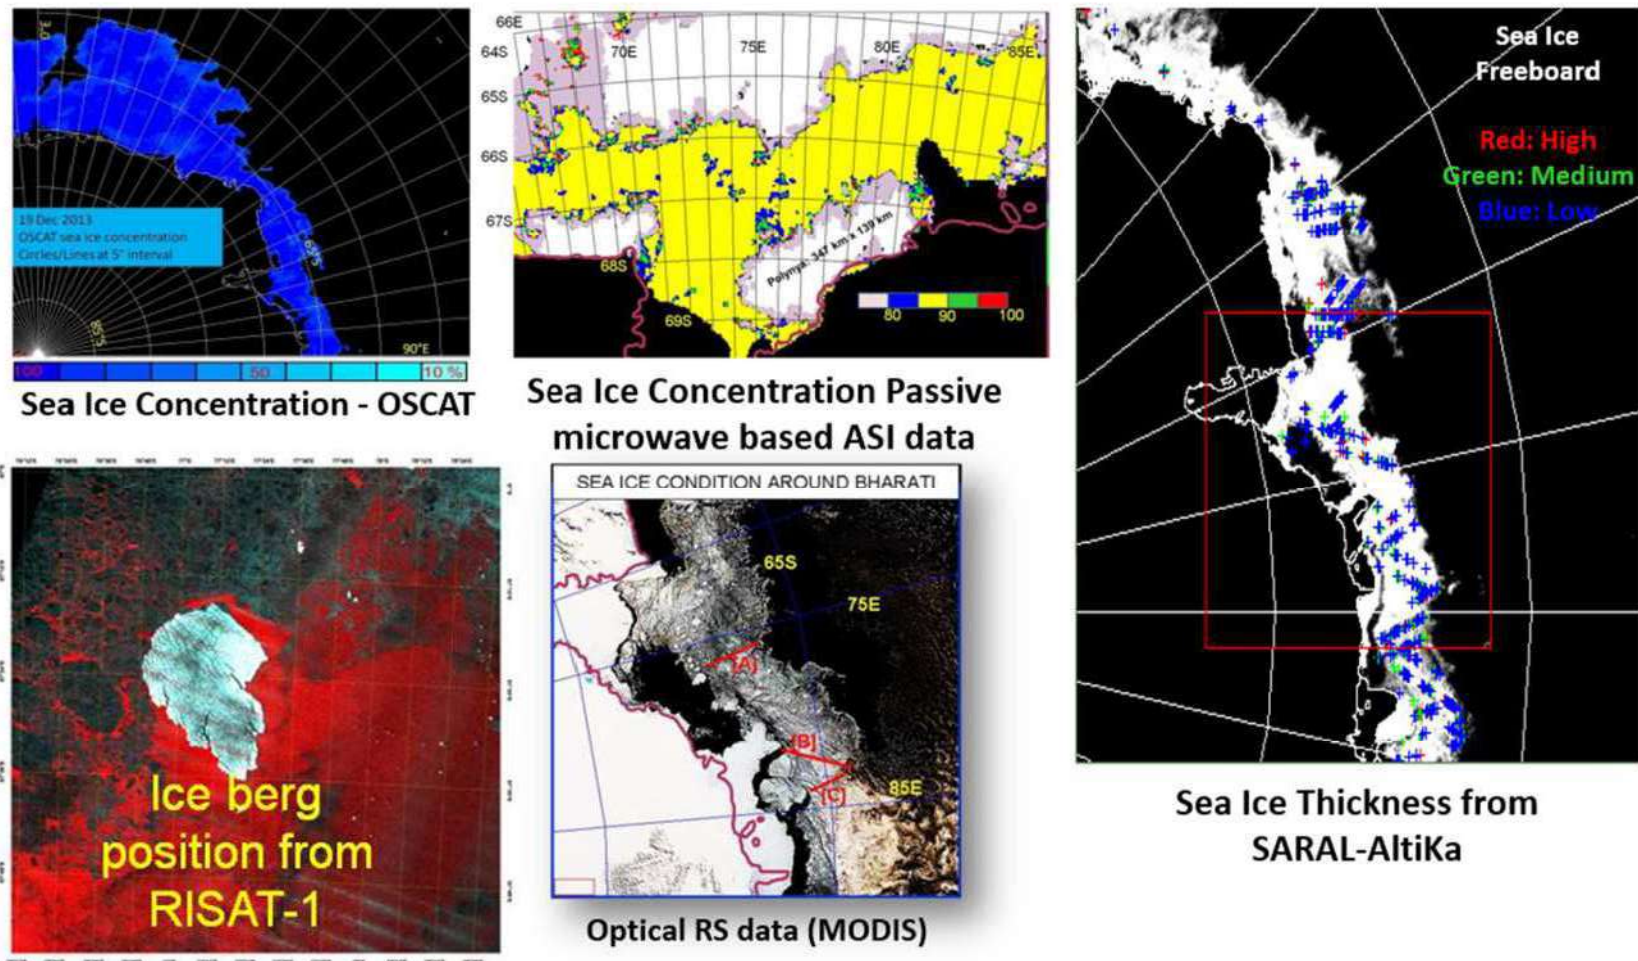 0°E
19 Dec 2013
OSCAT sea ice concentration
Circles/Lines at 5° interval
65°S
85°S
90°E
100
50
10 %
Sea Ice Concentration - OSCAT
66E
70E
75E
80E
85E
64S
65S
66S
67S
68S
69S
Polynya: 347 km x 139 km
80
90
100
Sea Ice Concentration Passive
microwave based ASI data
Sea Ice
Freeboard
Red: High
Green: Medium
Blue: Low
Sea Ice Thickness from
SARAL-AltiKa
Ice berg
position from
RISAT-1
SEA ICE CONDITION AROUND BHARATI
65S
75E
(A)
(B)
(C)
85E
Optical RS data (MODIS)